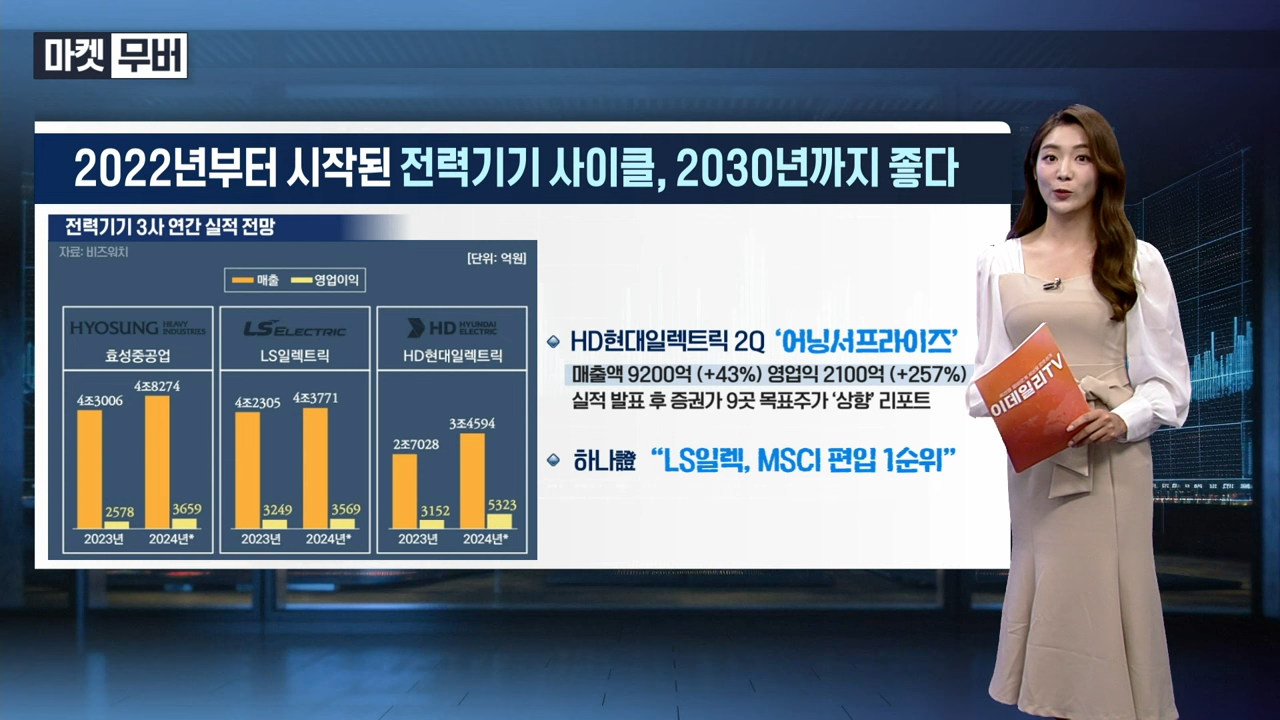 마켓무버
2022년부터 시작된 전력기기 사이클, 2030년까지 좋다
전력기기 3사 연간 실적 전망
자료: 비즈워치
[단위: 억원]
매출 영업이익
HYOSUNG HEAVY INDUSTRIES
효성중공업
4조3006
2578
4조8274
3659
2023년 2024년*
LS ELECTRIC
LS일렉트릭
4조2305
3249
4조3771
3569
2023년 2024년*
HD HYUNDAI ELECTRIC
HD현대일렉트릭
2조7028
3152
3조4594
5323
2023년 2024년*
HD현대일렉트릭 2Q ‘어닝서프라이즈’
매출액 9200억 (+43%) 영업익 2100억 (+257%)
실적 발표 후 증권가 9곳 목표주가 ‘상향’ 리포트
하나證 “LS일렉, MSCI 편입 1순위”
이데일리TV